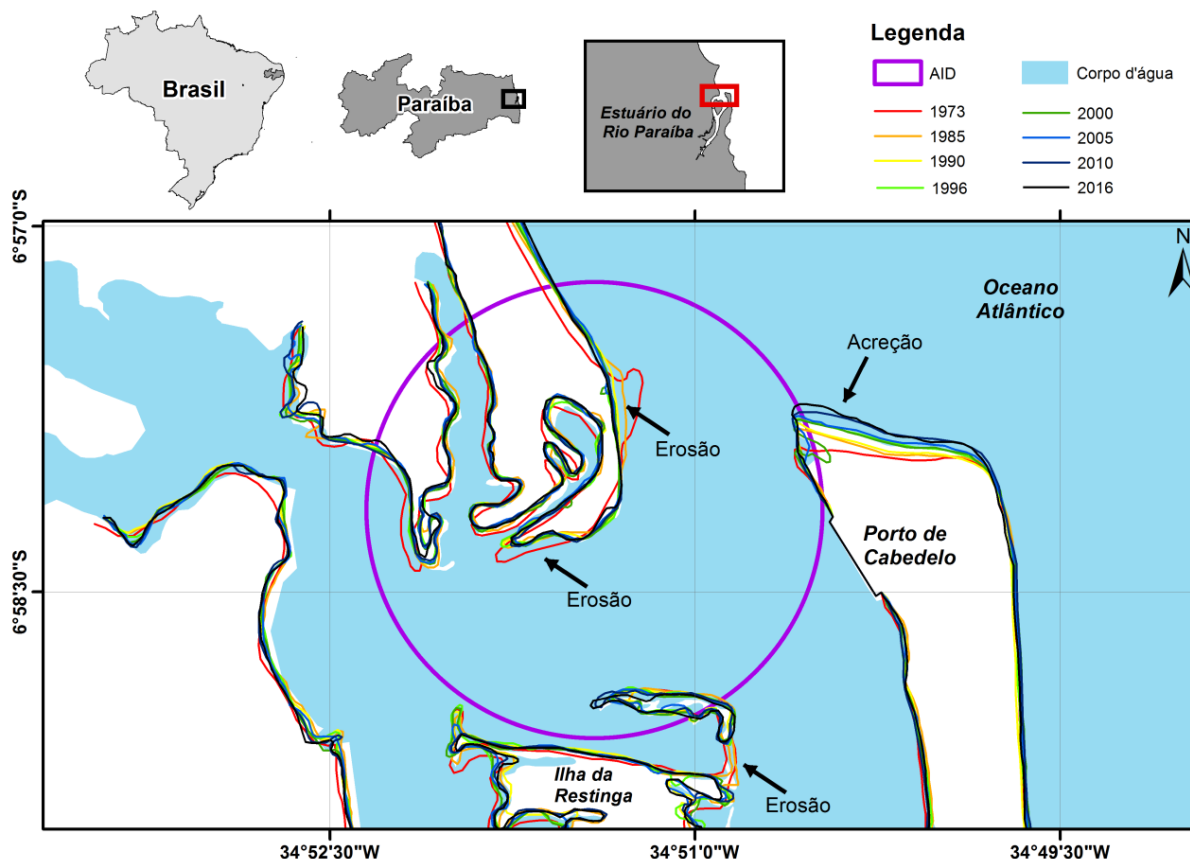 Brasil
Paraíba
Estuário do
Rio Paraíba
Legenda
AID
Corpo d'água
1973
2000
1985
2005
1990
2010
1996
2016
6°57'0"S
6°58'30"S
N
Oceano
Atlântico
Acreção
Erosão
Porto de
Cabedelo
Erosão
Ilha da
Restinga
Erosão
34°52'30"W
34°51'0"W
34°49'30"W